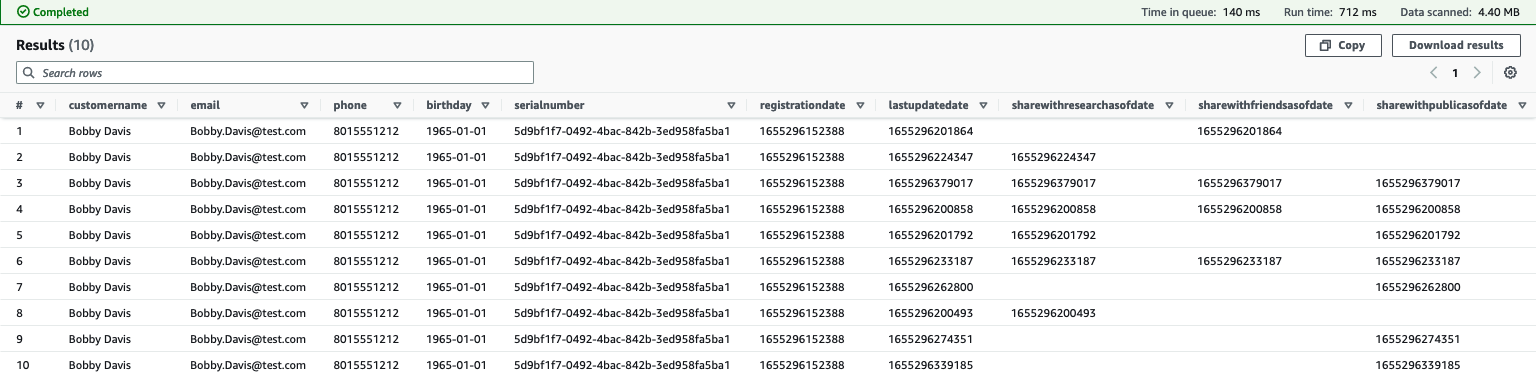 Completed Time in queue: 140 ms Run time: 712 ms Data scanned: 4.40 MB
Results (10) Copy Download results
Search rows 1
# customername email phone birthday serialnumber registrationdate lastupdatedate sharewithresearchasofdate sharewithfriendsasofdate sharewithpublicasofdate
1 Bobby Davis Bobby.Davis@test.com 8015551212 1965-01-01 5d9bf1f7-0492-4bac-842b-3ed958fa5ba1 1655296152388 1655296201864 1655296201864
2 Bobby Davis Bobby.Davis@test.com 8015551212 1965-01-01 5d9bf1f7-0492-4bac-842b-3ed958fa5ba1 1655296152388 1655296224347 1655296224347
3 Bobby Davis Bobby.Davis@test.com 8015551212 1965-01-01 5d9bf1f7-0492-4bac-842b-3ed958fa5ba1 1655296152388 1655296379017 1655296379017 1655296379017 1655296379017
4 Bobby Davis Bobby.Davis@test.com 8015551212 1965-01-01 5d9bf1f7-0492-4bac-842b-3ed958fa5ba1 1655296152388 1655296200858 1655296200858 1655296200858 1655296200858
5 Bobby Davis Bobby.Davis@test.com 8015551212 1965-01-01 5d9bf1f7-0492-4bac-842b-3ed958fa5ba1 1655296152388 1655296201792 1655296201792 1655296201792
6 Bobby Davis Bobby.Davis@test.com 8015551212 1965-01-01 5d9bf1f7-0492-4bac-842b-3ed958fa5ba1 1655296152388 1655296233187 1655296233187 1655296233187 1655296233187
7 Bobby Davis Bobby.Davis@test.com 8015551212 1965-01-01 5d9bf1f7-0492-4bac-842b-3ed958fa5ba1 1655296152388 1655296262800 1655296262800
8 Bobby Davis Bobby.Davis@test.com 8015551212 1965-01-01 5d9bf1f7-0492-4bac-842b-3ed958fa5ba1 1655296152388 1655296200493 1655296200493
9 Bobby Davis Bobby.Davis@test.com 8015551212 1965-01-01 5d9bf1f7-0492-4bac-842b-3ed958fa5ba1 1655296152388 1655296274351 1655296274351
10 Bobby Davis Bobby.Davis@test.com 8015551212 1965-01-01 5d9bf1f7-0492-4bac-842b-3ed958fa5ba1 1655296152388 1655296339185 1655296339185